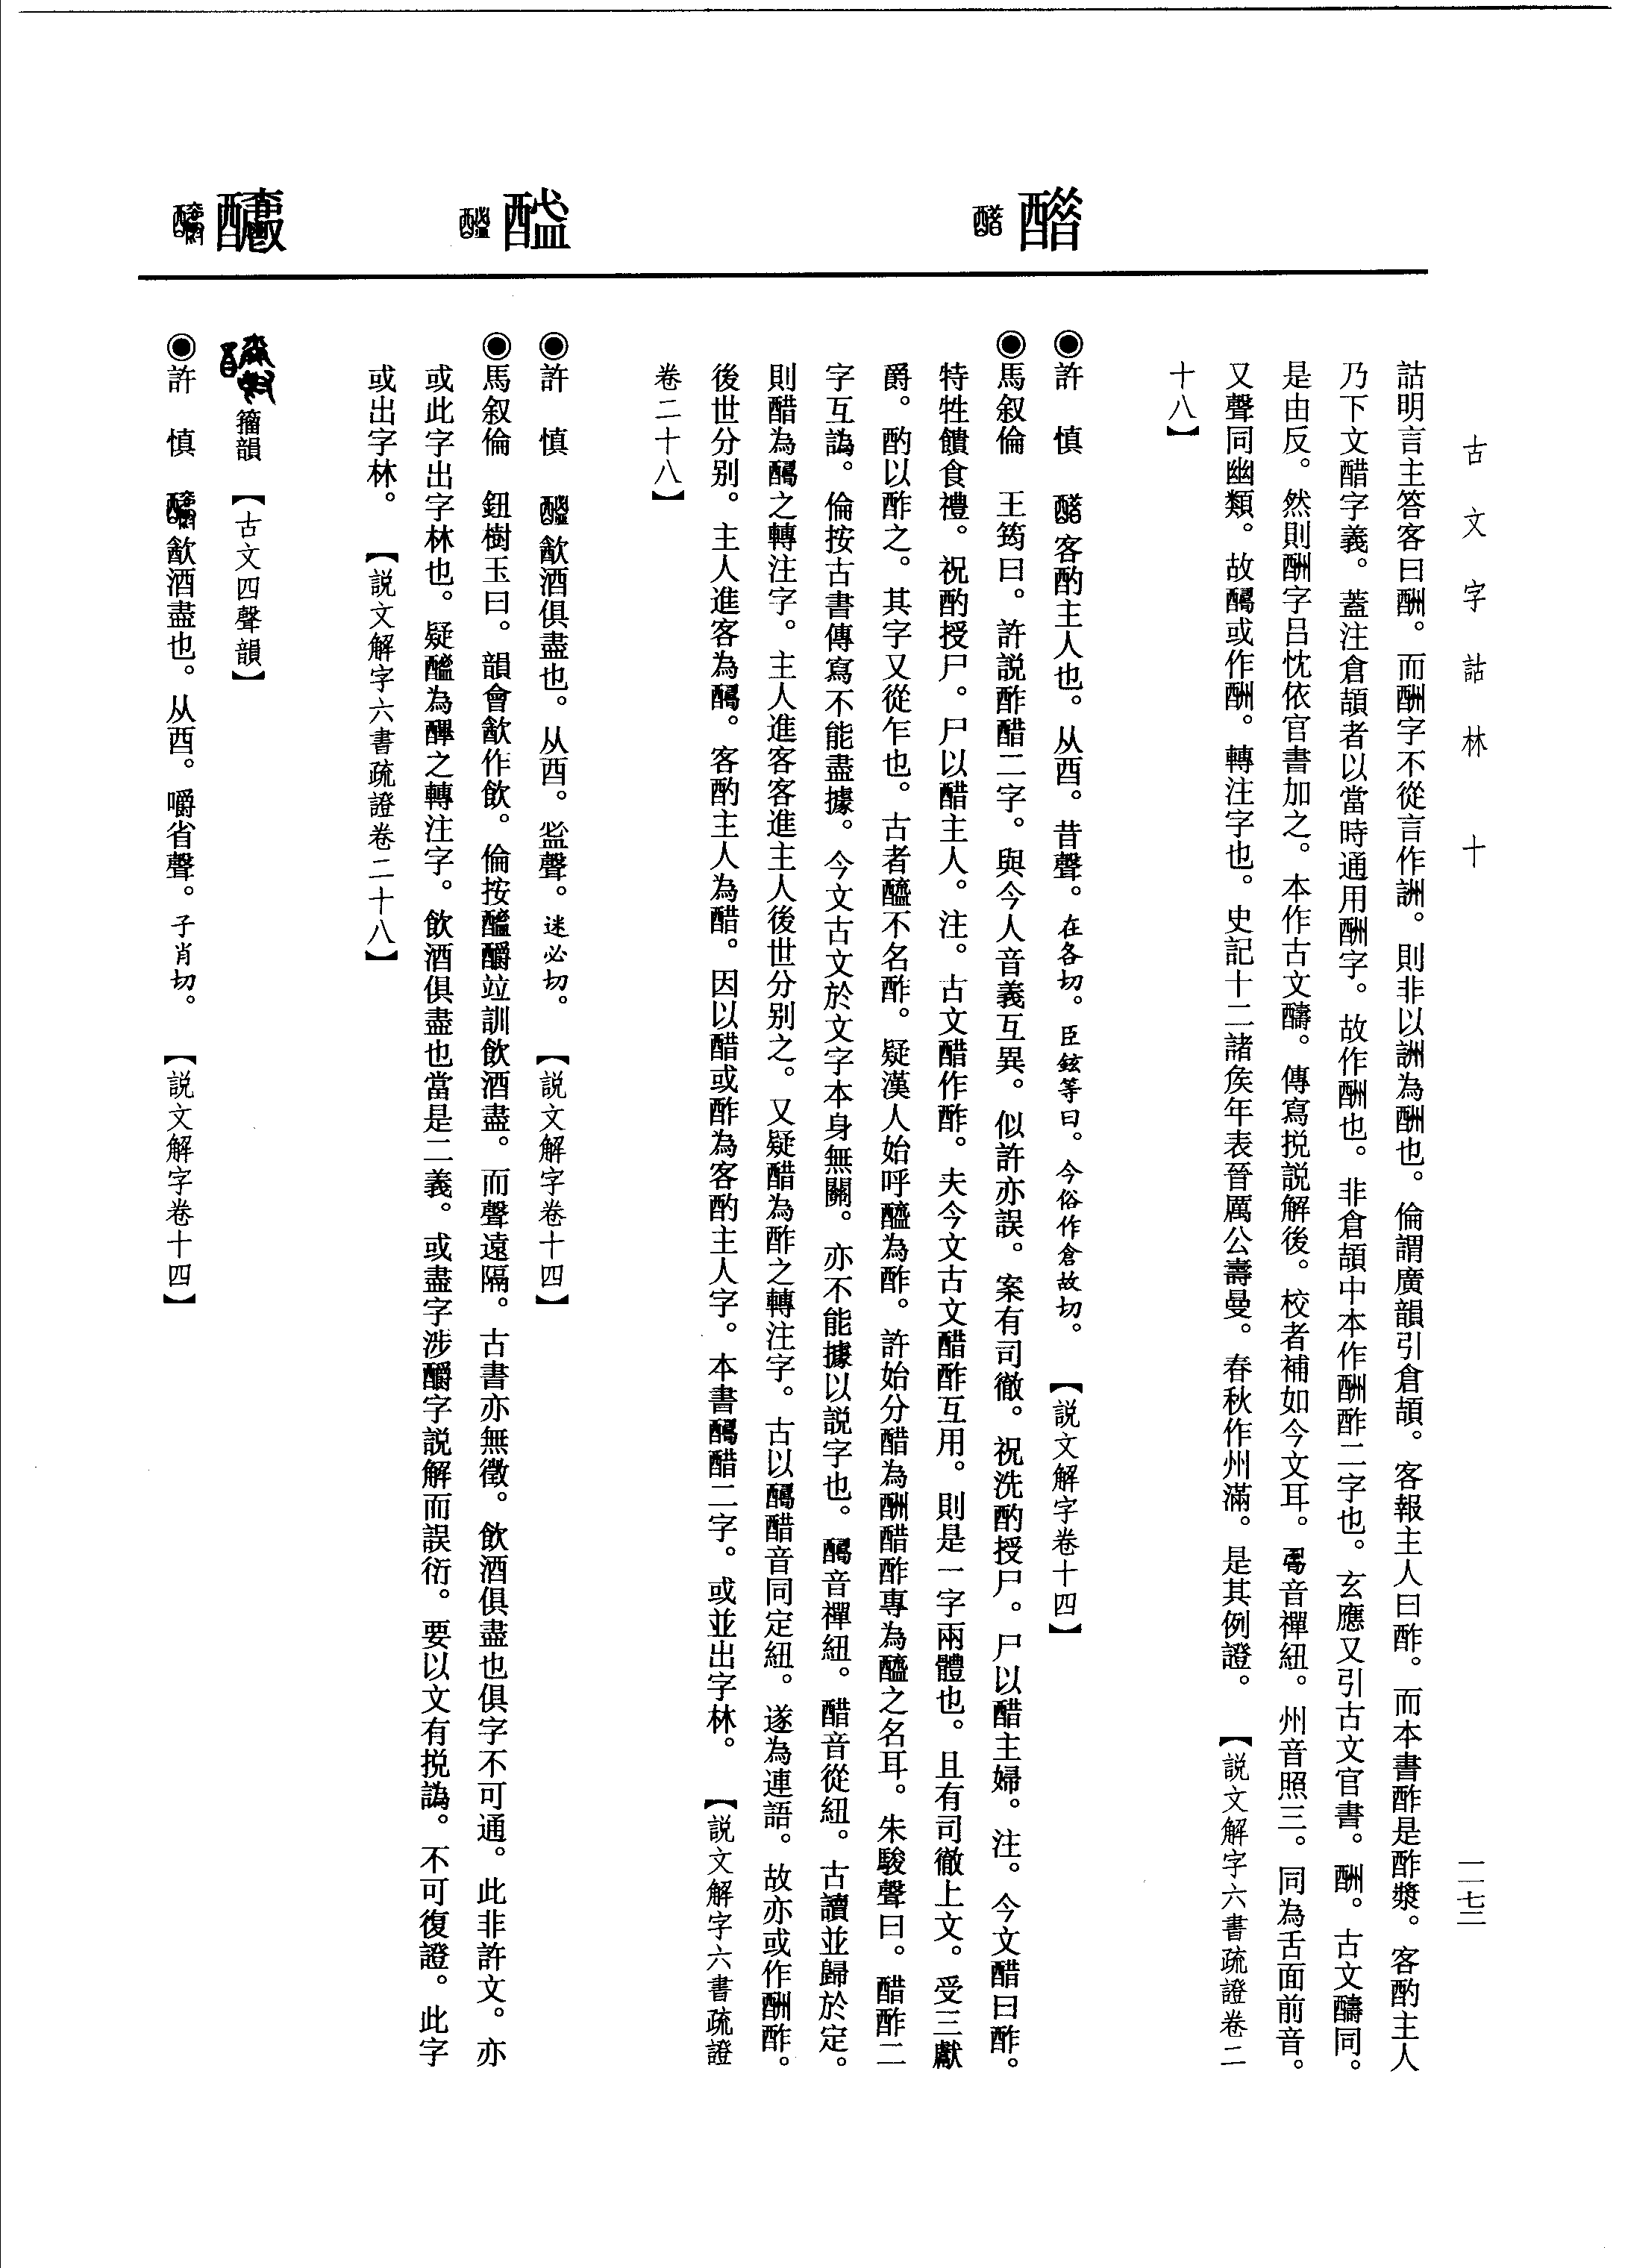 古文字詁林　十
一一七二
詁明言主答客曰酬。而酬字不從言作詶。則非以詶為酬也。倫謂廣韻引倉頡。客報主人曰酢。而本書酢是酢漿。客酌主人
乃下文醋字義。蓋注倉頡者以當時通用酬字。故作酬也。非倉頡中本作酬酢二字也。玄應又引古文官書。酬。古文醻同。
是由反。然則酬字呂忱依官書加之。本作古文醻。傳寫挩説解後。校者補如今文耳。𠷎音禪紐。州音照三。同為舌面前音。
又聲同幽類。故醻或作酬。轉注字也。史記十二諸矦年表晉厲公壽曼。春秋作州滿。是其例證。　【説文解字六書疏證卷二
十八】
◉許　慎　醋客酌主人也。从酉。昔聲。在各切。臣鉉等曰。今俗作倉故切。　【説文解字卷十四】
◉馬叙倫　王筠曰。許説酢醋二字。與今人音義互異。似許亦誤。案有司徹。祝洗酌授尸。尸以醋主婦。注。今文醋曰酢。
特牲饋食禮。祝酌授尸。尸以醋主人。注。古文醋作酢。夫今文古文醋酢互用。則是一字兩體也。且有司徹上文。受三獻
爵。酌以酢之。其字又從乍也。古者醯不名酢。疑漢人始呼醯為酢。許始分醋為酬醋酢專為醯之名耳。朱駿聲曰。醋酢二
字互譌。倫按古書傳寫不能盡據。今文古文於文字本身無關。亦不能據以説字也。醻音禪紐。醋音從紐。古讀並歸於定。
則醋為醻之轉注字。主人進客客進主人後世分別之。又疑醋為酢之轉注字。古以醻醋音同定紐。遂為連語。故亦或作酬酢。
後世分別。主人進客為醻。客酌主人為醋。因以醋或酢為客酌主人字。本書醻醋二字。或並出字林。　【説文解字六書疏證
卷二十八】
◉許　慎　㱃酒俱盡也。从酉。𥁑聲。迷必切。　【説文解字卷十四】
◉馬叙倫　鈕樹玉曰。韻會㱃作飲。倫按醠釂竝訓飲酒盡。而聲遠隔。古書亦無徵。飲酒俱盡也俱字不可通。此非許文。亦
或此字出字林也。疑為之轉注字。飲酒俱盡也當是二義。或盡字涉釂字説解而誤衍。要以文有挩譌。不可復證。此字
或出字林。　【説文解字六書疏證卷二十八】
籀韻　【古文四聲韻】
◉許　慎　釂㱃酒盡也。从酉。嚼省聲。子肖切。　【説文解字卷十四】